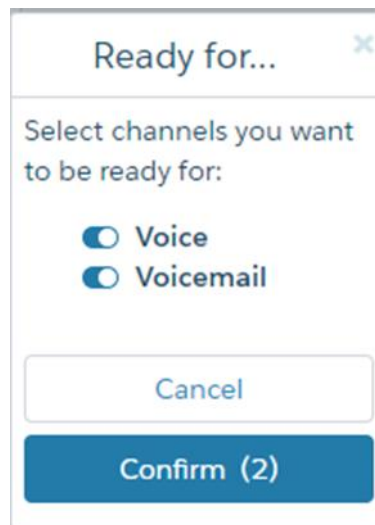 Ready for...
Select channels you want
to be ready for:
Voice
Voicemail
Cancel
Confirm (2)